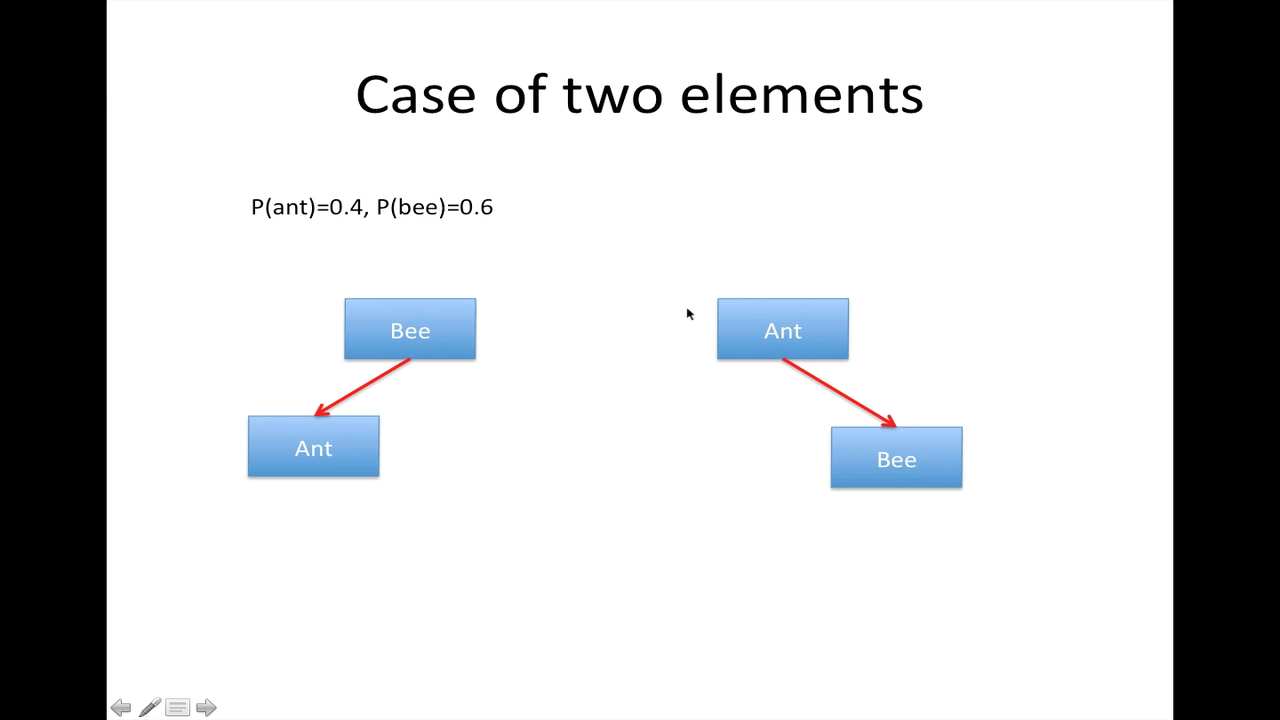 Case of two elements
P(ant)=0.4, P(bee)=0.6
Bee
Ant
Ant
Bee